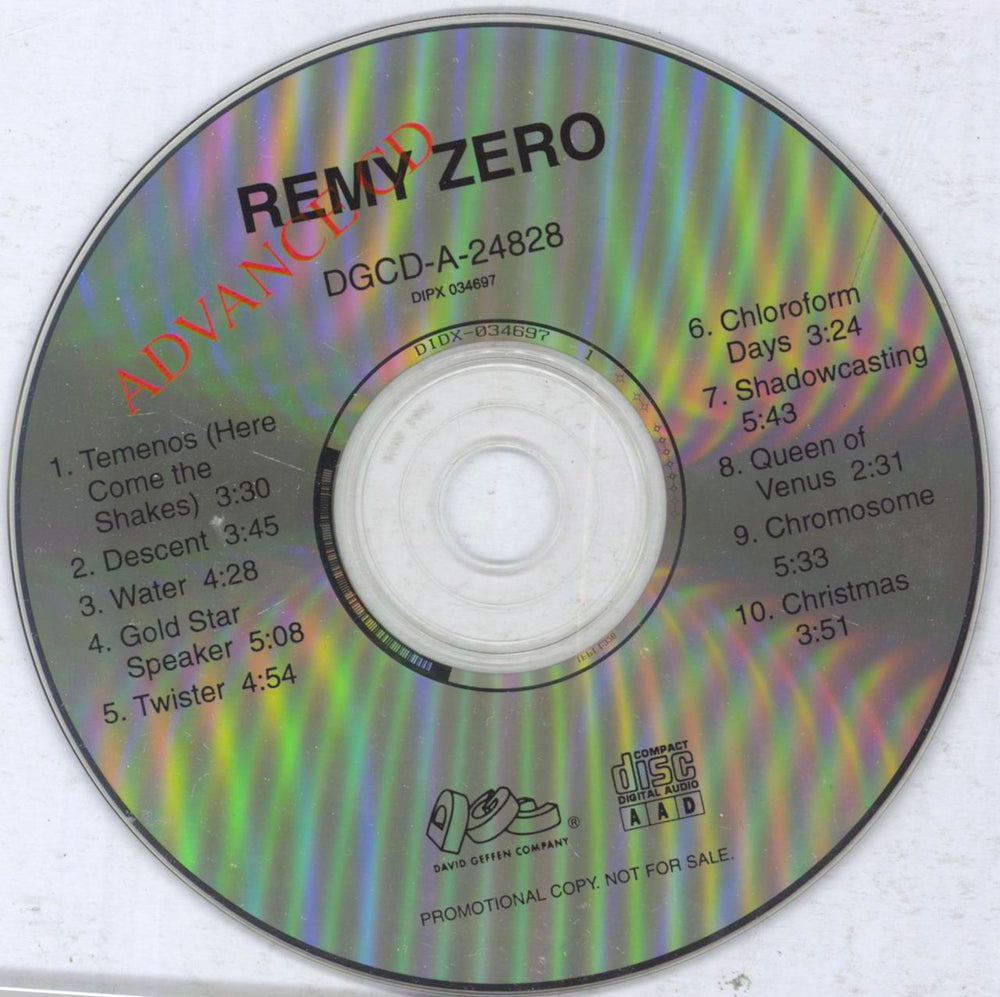 REMY ZERO
ADVANCE CD
DGCD-A-24828
DIPX 034697
DIDX-034697 1
1. Temenos (Here
Come the
Shakes) 3:30
2. Descent 3:45
3. Water 4:28
4. Gold Star
Speaker 5:08
5. Twister 4:54
6. Chloroform
Days 3:24
7. Shadowcasting
5:43
8. Queen of
Venus 2:31
9. Chromosome
5:33
10. Christmas
3:51
DGC
®
DAVID GEFFEN COMPANY
COMPACT
disc
DIGITAL AUDIO
A A D
PROMOTIONAL COPY. NOT FOR SALE.